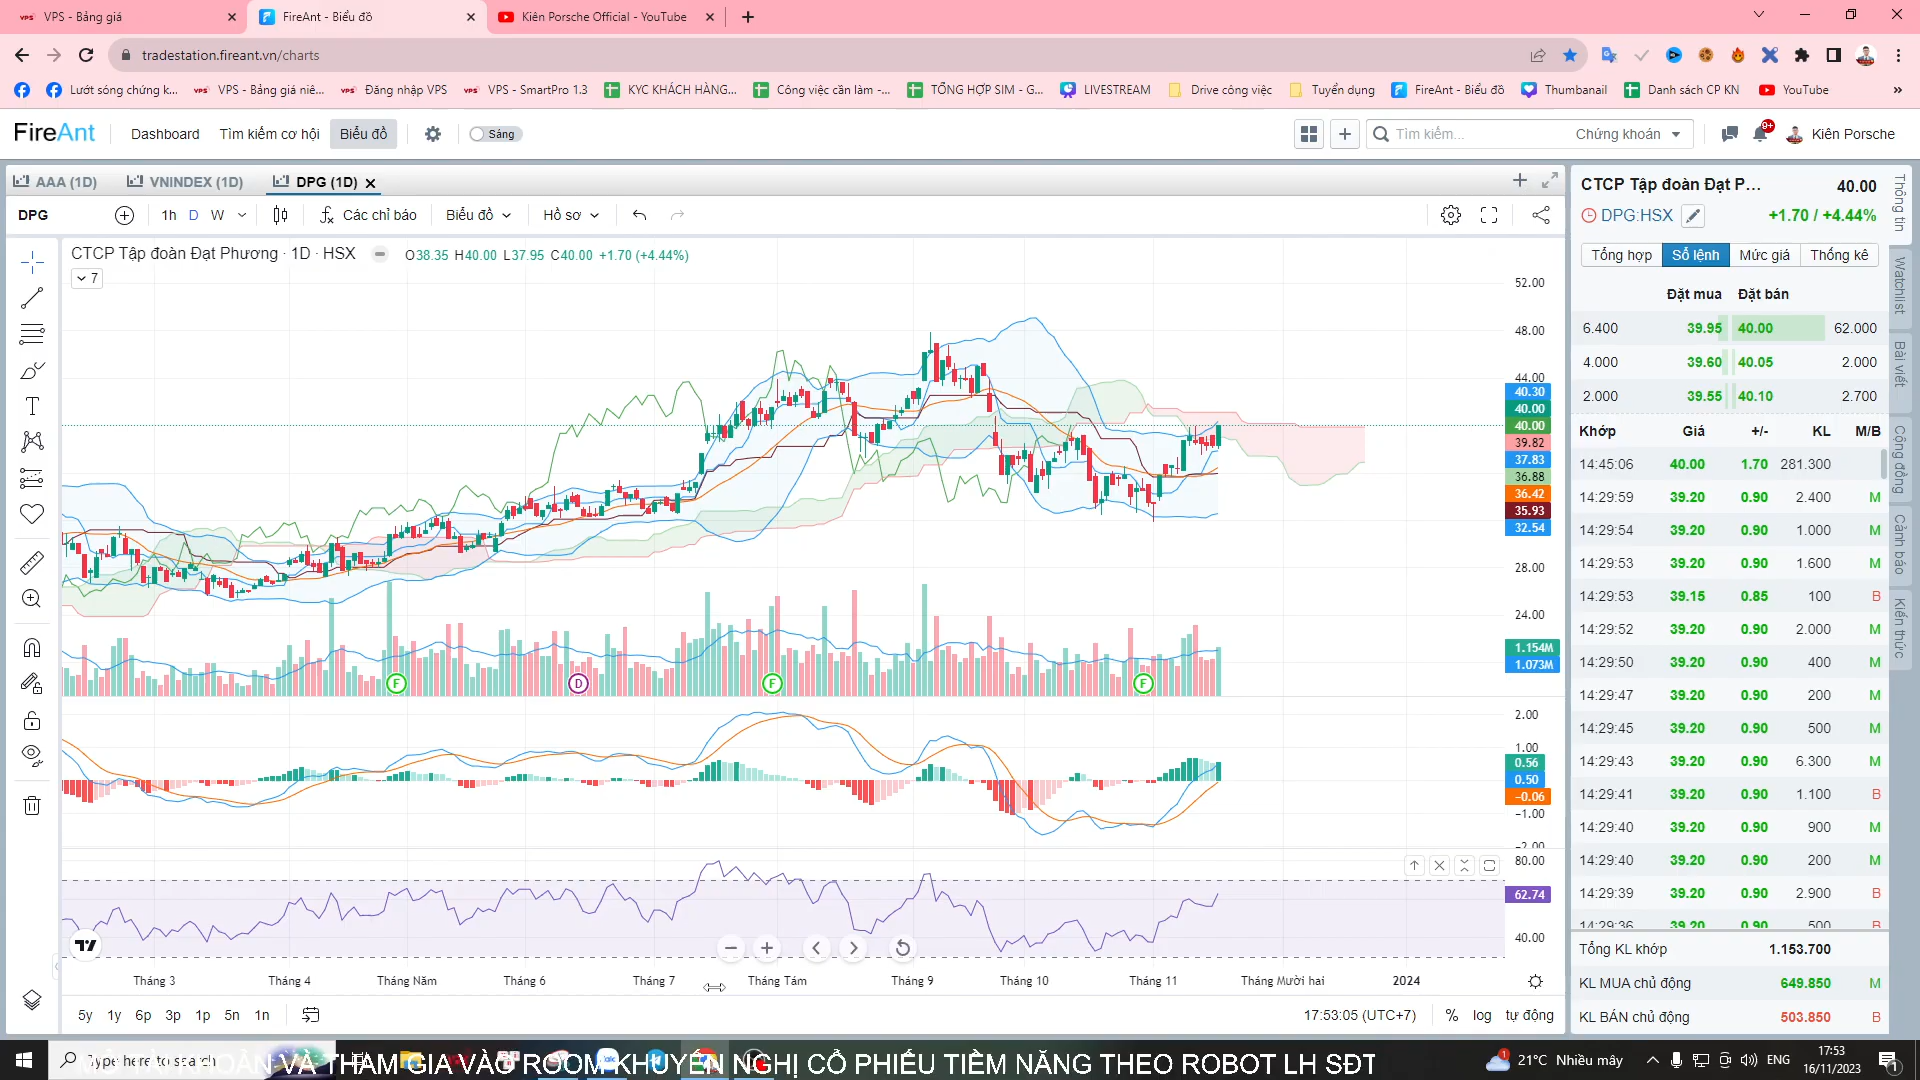 VPS - Bảng giá
FireAnt - Biểu đồ
Kiên Porsche Official - YouTube
tradestation.fireant.vn/charts
Lướt sóng chứng k...
VPS - Bảng giá niê...
Đăng nhập VPS
VPS - SmartPro 1.3
KYC KHÁCH HÀNG...
Công việc cần làm -...
TỔNG HỢP SIM - G...
LIVESTREAM
Drive công việc
Tuyển dụng
FireAnt - Biểu đồ
Thumbanail
Danh sách CP KN
YouTube
FireAnt
Dashboard
Tìm kiếm cơ hội
Biểu đồ
Sáng
Tìm kiếm...
Chứng khoán
9+
Kiên Porsche
AAA (1D)
VNINDEX (1D)
DPG (1D)
DPG
1h
D
W
Các chỉ báo
Biểu đồ
Hồ sơ
CTCP Tập đoàn Đạt Phương · 1D · HSX
O38.35 H40.00 L37.95 C40.00 +1.70 (+4.44%)
7
52.00
48.00
44.00
40.30
40.00
40.00
39.82
37.83
36.88
36.42
35.93
32.54
28.00
24.00
1.154M
1.073M
F
D
F
F
2.00
1.00
0.56
0.50
−0.06
−1.00
−2.00
80.00
62.74
40.00
Tháng 3
Tháng 4
Tháng Năm
Tháng 6
Tháng 7
Tháng Tám
Tháng 9
Tháng 10
Tháng 11
Tháng Mười hai
2024
5y 1y 6p 3p 1p 5n 1n
17:53:05 (UTC+7)
% log tự động
CTCP Tập đoàn Đạt P...
40.00
DPG:HSX
+1.70 / +4.44%
Tổng hợp
Sổ lệnh
Mức giá
Thống kê
Đặt mua Đặt bán
6.400 39.95 40.00 62.000
4.000 39.60 40.05 2.000
2.000 39.55 40.10 2.700
Khớp Giá +/- KL M/B
14:45:06 40.00 1.70 281.300
14:29:59 39.20 0.90 2.400 M
14:29:54 39.20 0.90 1.000 M
14:29:53 39.20 0.90 1.600 M
14:29:53 39.15 0.85 100 B
14:29:52 39.20 0.90 2.000 M
14:29:50 39.20 0.90 400 M
14:29:47 39.20 0.90 200 M
14:29:45 39.20 0.90 500 M
14:29:43 39.20 0.90 6.300 M
14:29:41 39.20 0.90 1.100 B
14:29:40 39.20 0.90 900 M
14:29:40 39.20 0.90 200 M
14:29:39 39.20 0.90 2.900 B
14:29:36 39.20 0.90 500 B
Tổng KL khớp 1.153.700
KL MUA chủ động 649.850 M
KL BÁN chủ động 503.850 B
Thông tin
Watchlist
Bài viết
Cộng đồng
Cảnh báo
Kiến thức
Type here to search
KHOẢN VÀ THAM GIA VÀO ROOM KHUYẾN NGHỊ CỔ PHIẾU TIỀM NĂNG THEO ROBOT LH SĐT
1
21°C Nhiều mây
ENG
17:53
16/11/2023
1